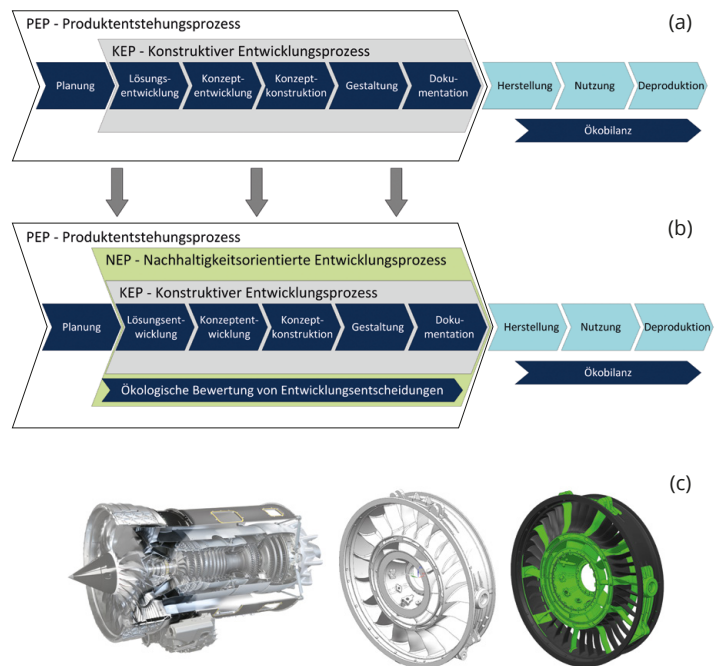 (a)
PEP - Produktentstehungsprozess
KEP - Konstruktiver Entwicklungsprozess
Planung
Lösungs-
entwicklung
Konzept-
entwicklung
Konzept-
konstruktion
Gestaltung
Doku-
mentation
Herstellung
Nutzung
Deproduktion
Ökobilanz
(b)
PEP - Produktentstehungsprozess
NEP - Nachhaltigkeitsorientierte Entwicklungsprozess
KEP - Konstruktiver Entwicklungsprozess
Planung
Lösungsent-
wicklung
Konzeptent-
wicklung
Konzept-
konstruktion
Gestaltung
Doku-
mentation
Herstellung
Nutzung
Deproduktion
Ökobilanz
Ökologische Bewertung von Entwicklungsentscheidungen
(c)